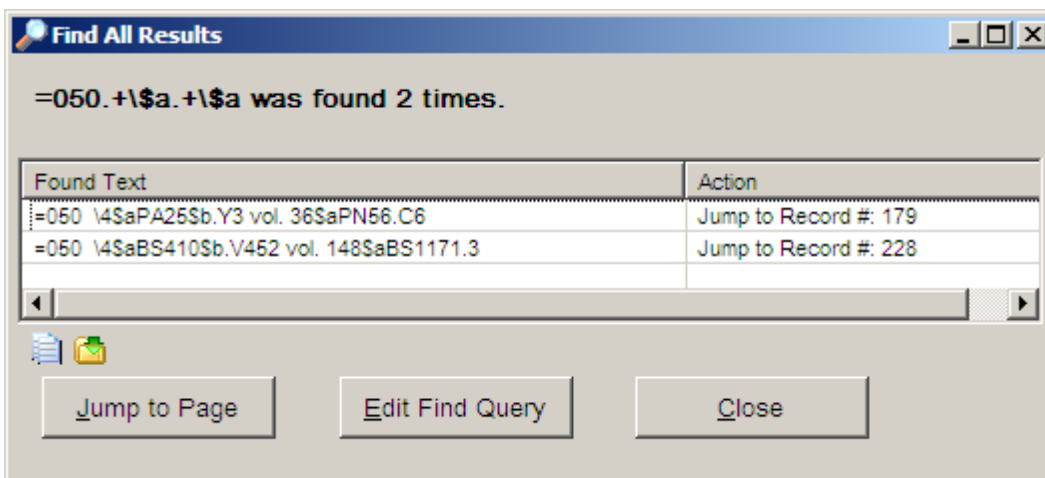 Find All Results
=050.+\$a.+\$a was found 2 times.
Found Text Action
=050  \4$aPA25$b.Y3 vol. 36$aPN56.C6 Jump to Record #: 179
=050  \4$aBS410$b.V452 vol. 148$aBS1171.3 Jump to Record #: 228
Jump to Page Edit Find Query Close